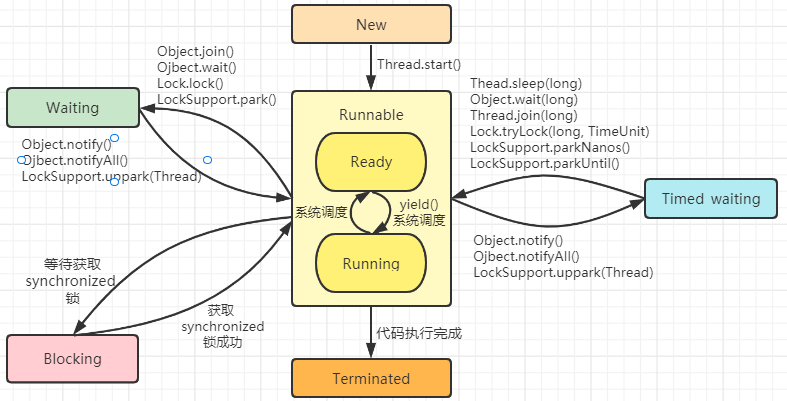 New
Thread.start()
Object.join()
Ojbect.wait()
Lock.lock()
LockSupport.park()
Waiting
Object.notify()
Ojbect.notifyAll()
LockSupport.uppark(Thread)
Runnable
Ready
系统调度
yield()
系统调度
Running
Thead.sleep(long)
Object.wait(long)
Thread.join(long)
Lock.tryLock(long, TimeUnit)
LockSupport.parkNanos()
LockSupport.parkUntil()
Timed waiting
Object.notify()
Ojbect.notifyAll()
LockSupport.uppark(Thread)
等待获取
synchronized
锁
获取
synchronized
锁成功
Blocking
代码执行完成
Terminated